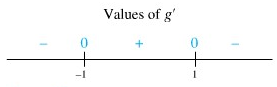 Values of g′
− 0 + 0 −
−1 1